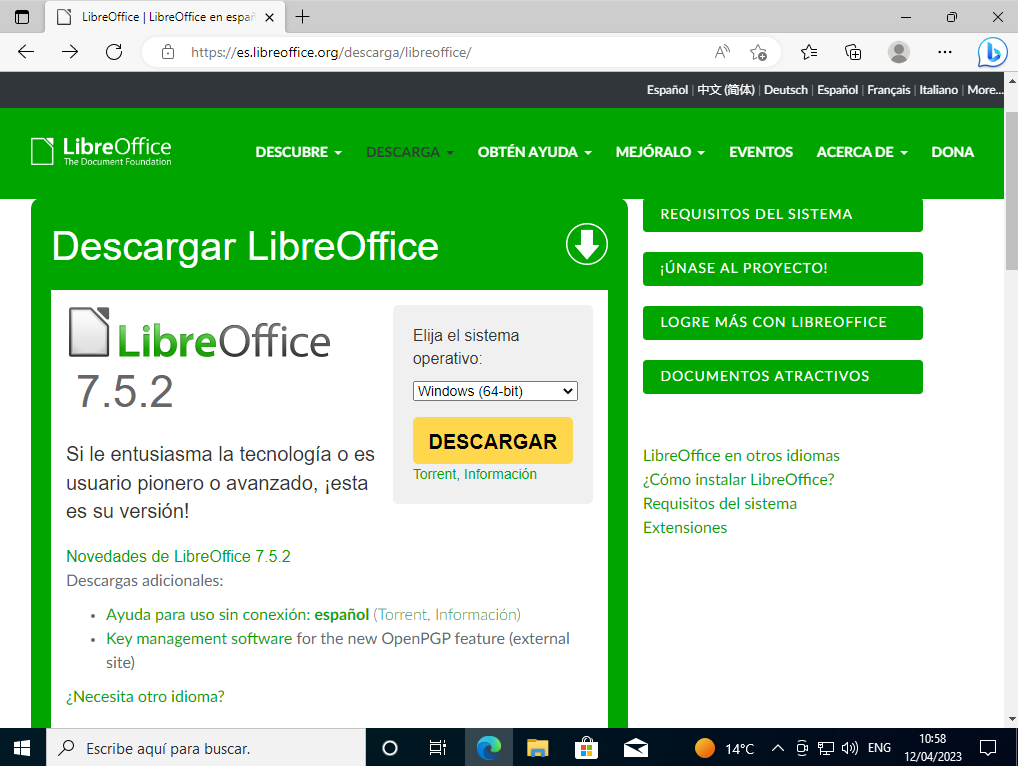 LibreOffice | LibreOffice en españ
https://es.libreoffice.org/descarga/libreoffice/
Español | 中文 (简体) | Deutsch | Español | Français | Italiano | More...
LibreOffice
The Document Foundation
DESCUBRE
DESCARGA
OBTÉN AYUDA
MEJÓRALO
EVENTOS
ACERCA DE
DONA
Descargar LibreOffice
LibreOffice
7.5.2
Si le entusiasma la tecnología o es
usuario pionero o avanzado, ¡esta
es su versión!
Elija el sistema
operativo:
Windows (64-bit)
DESCARGAR
Torrent, Información
Novedades de LibreOffice 7.5.2
Descargas adicionales:
• Ayuda para uso sin conexión: español (Torrent, Información)
• Key management software for the new OpenPGP feature (external
site)
¿Necesita otro idioma?
REQUISITOS DEL SISTEMA
¡ÚNASE AL PROYECTO!
LOGRE MÁS CON LIBREOFFICE
DOCUMENTOS ATRACTIVOS
LibreOffice en otros idiomas
¿Cómo instalar LibreOffice?
Requisitos del sistema
Extensiones
Escribe aquí para buscar.
14°C
ENG
10:58
12/04/2023